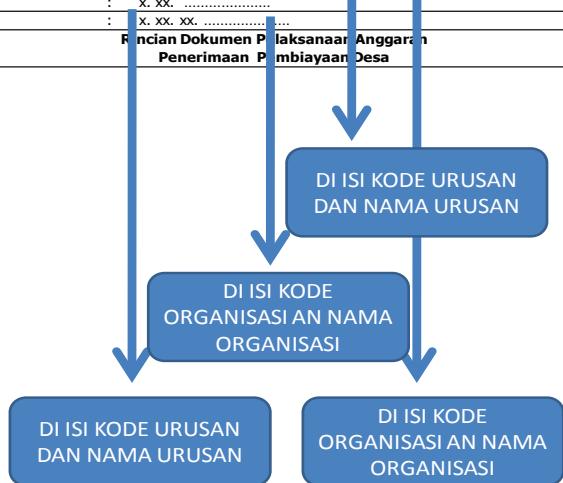 : x. xx. .....................
: x. xx. xx. .....................
Rincian Dokumen Pelaksanaan Anggaran
Penerimaan Pembiayaan Desa
DI ISI KODE URUSAN
DAN NAMA URUSAN
DI ISI KODE
ORGANISASI AN NAMA
ORGANISASI
DI ISI KODE URUSAN
DAN NAMA URUSAN
DI ISI KODE
ORGANISASI AN NAMA
ORGANISASI